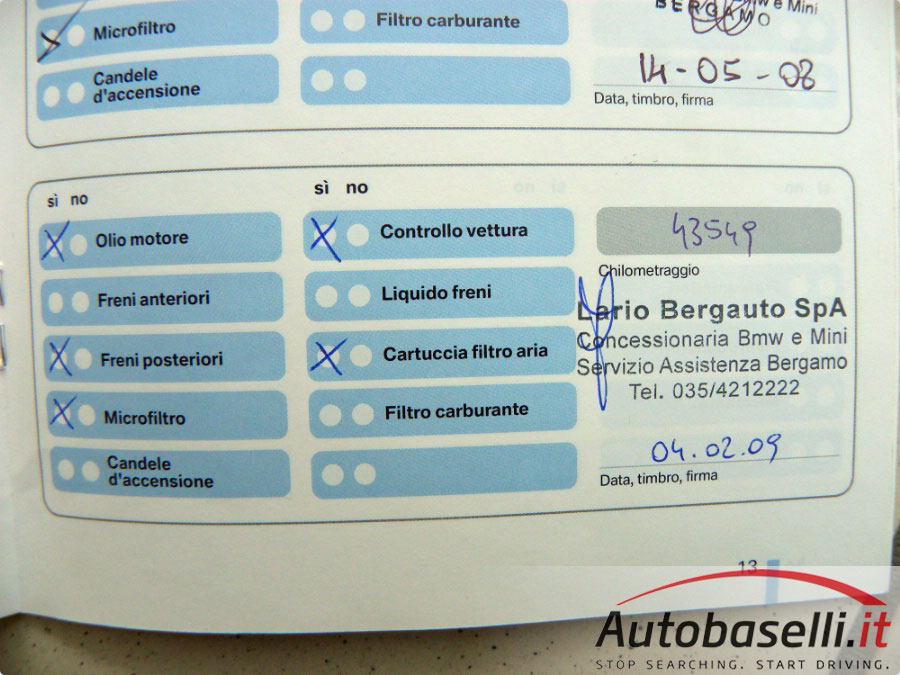 Microfiltro
Filtro carburante
BERGAMO
Candele
d'accensione
14-05-08
Data, timbro, firma
sì no
sì no
Olio motore
Controllo vettura
43549
Chilometraggio
Freni anteriori
Liquido freni
Lario Bergauto SpA
Concessionaria Bmw e Mini
Servizio Assistenza Bergamo
Tel. 035/4212222
Freni posteriori
Cartuccia filtro aria
Microfiltro
Filtro carburante
Candele
d'accensione
04.02.09
Data, timbro, firma
13
Autobaselli.it
STOP SEARCHING. START DRIVING.